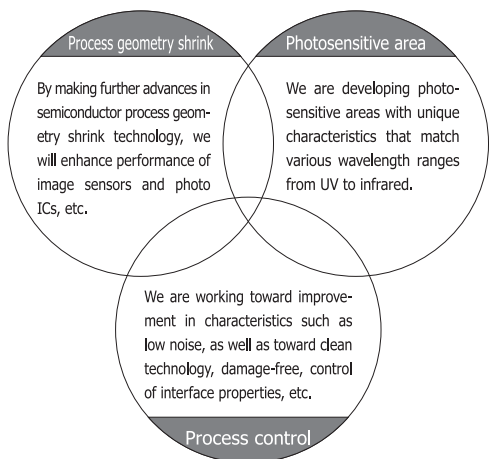 Process geometry shrink
By making further advances in
semiconductor process geom-
etry shrink technology, we
will enhance performance of
image sensors and photo
ICs, etc.
Photosensitive area
We are developing photo-
sensitive areas with unique
characteristics that match
various wavelength ranges
from UV to infrared.
We are working toward improve-
ment in characteristics such as
low noise, as well as toward clean
technology, damage-free, control
of interface properties, etc.
Process control